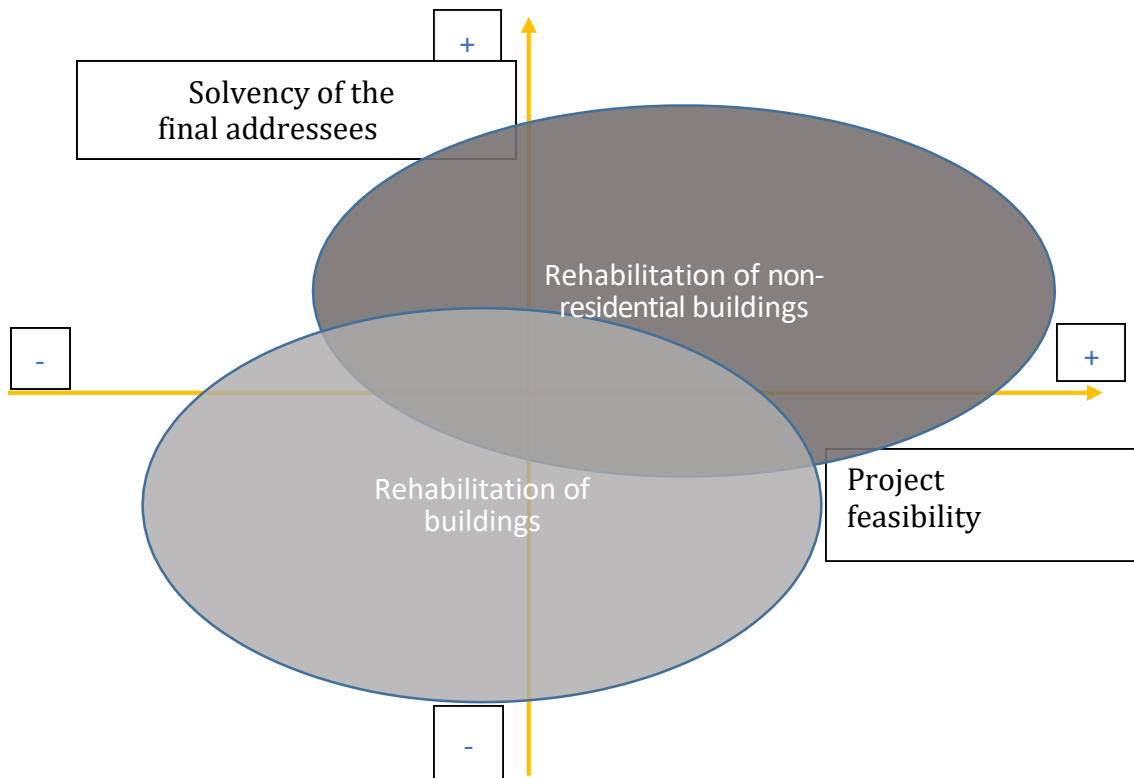 +
Solvency of the
final addressees
Rehabilitation of non-
residential buildings
-
+
Rehabilitation of
buildings
Project
feasibility
-